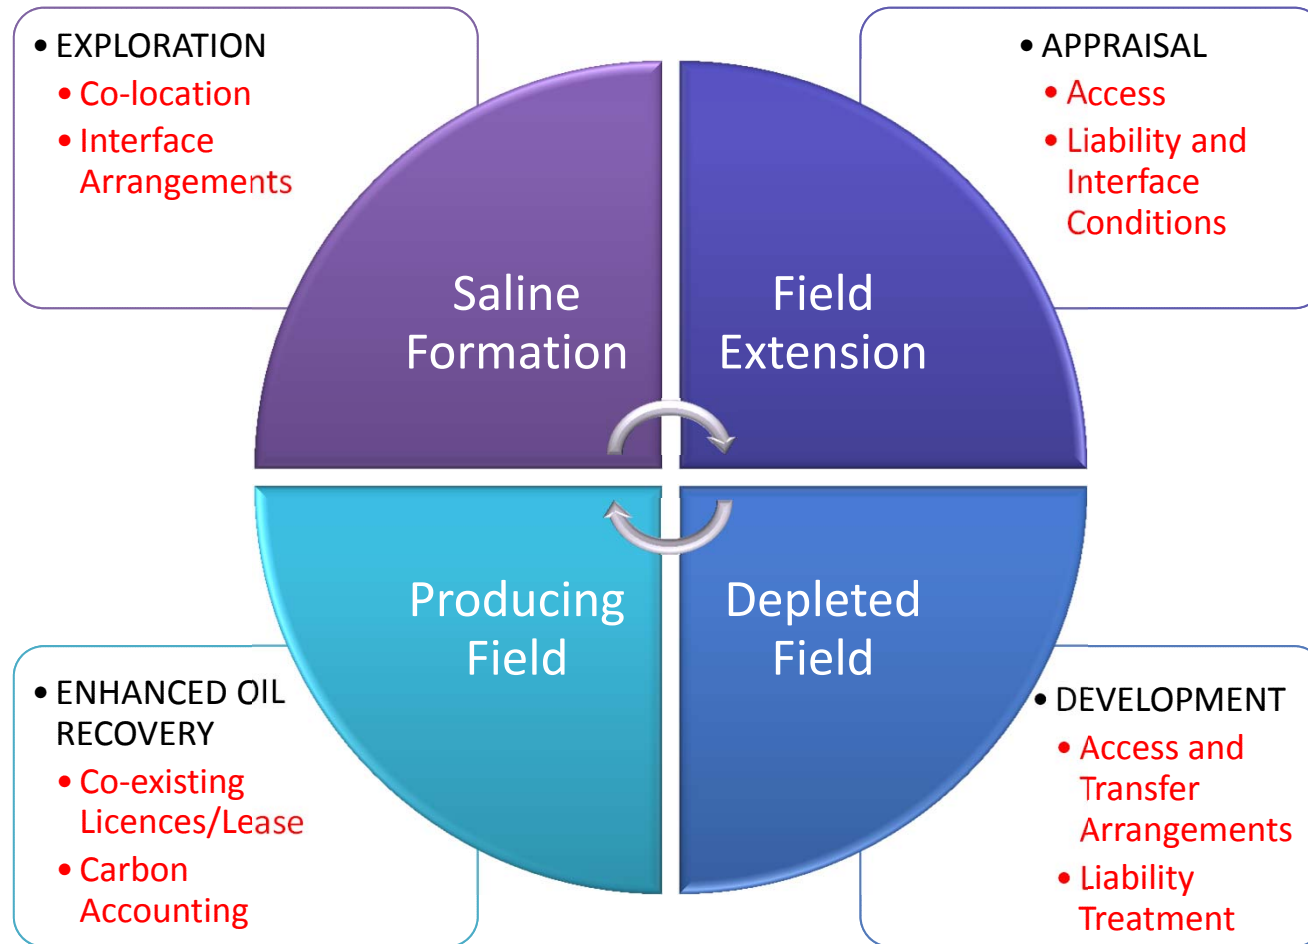 • EXPLORATION
• Co-location
• Interface
Arrangements
• APPRAISAL
• Access
• Liability and
Interface
Conditions
Saline
Formation
Field
Extension
Producing
Field
Depleted
Field
• ENHANCED OIL
RECOVERY
• Co-existing
Licences/Lease
• Carbon
Accounting
• DEVELOPMENT
• Access and
Transfer
Arrangements
• Liability
Treatment